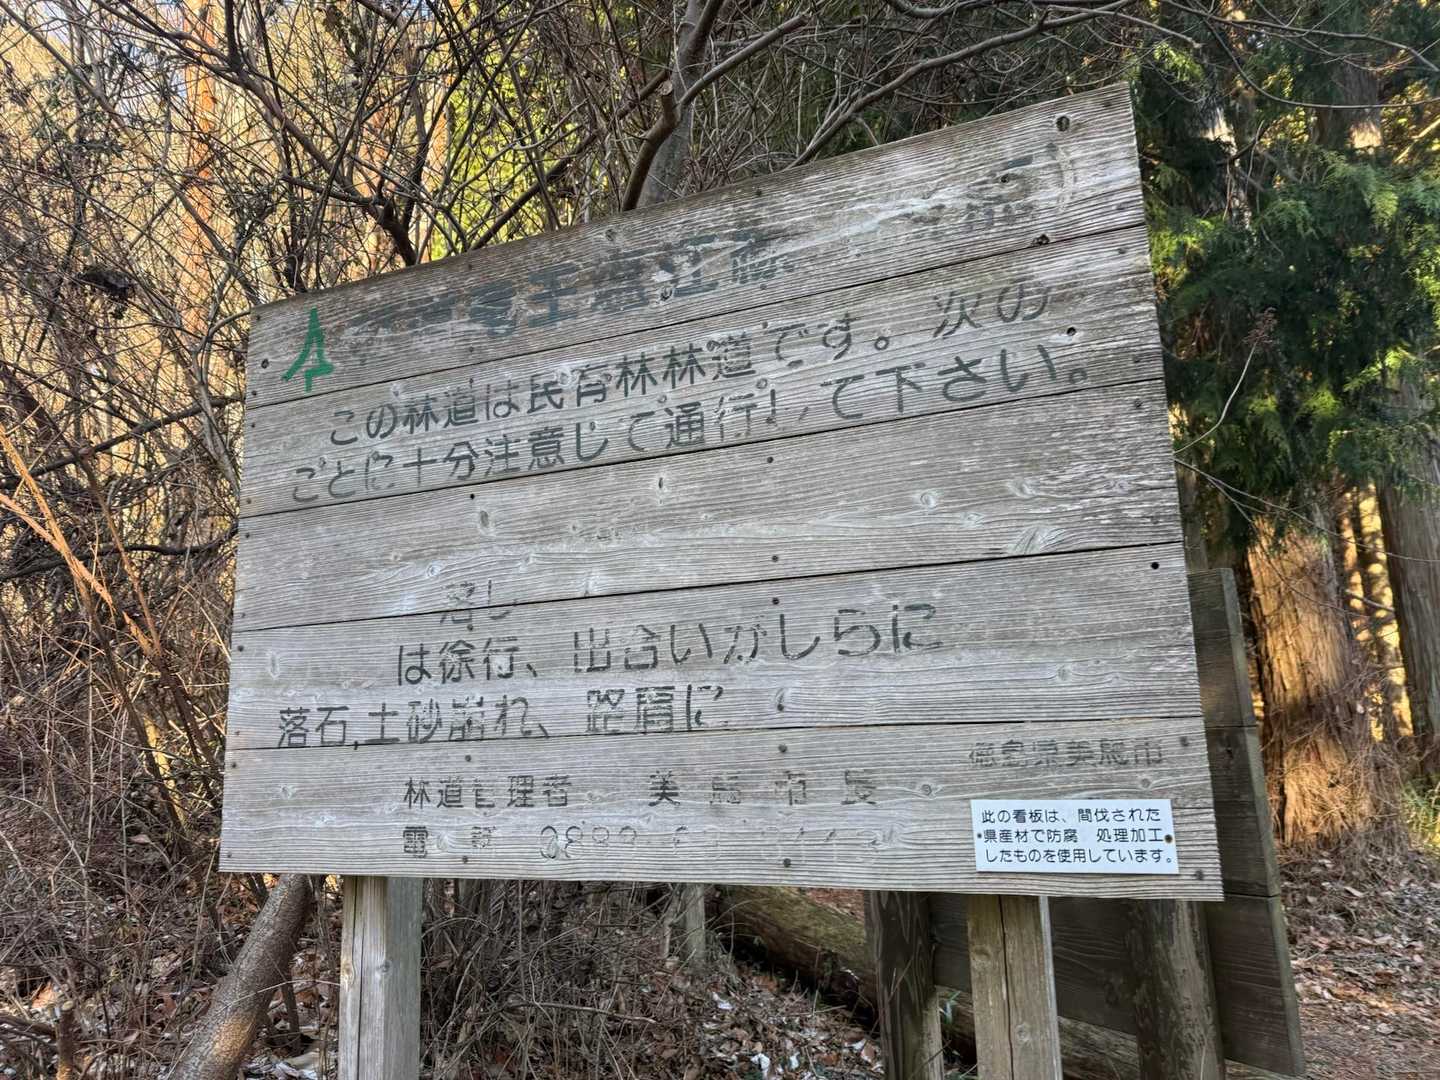 この林道は民有林林道です。次の
ごとに十分注意して通行して下さい。
落し
は徐行、出合いがしらに
落石,土砂崩れ、路肩に
徳島県美馬市
林道管理者 美馬市長
電話
此の看板は、間伐された
県産材で防腐 処理加工
したものを使用しています。